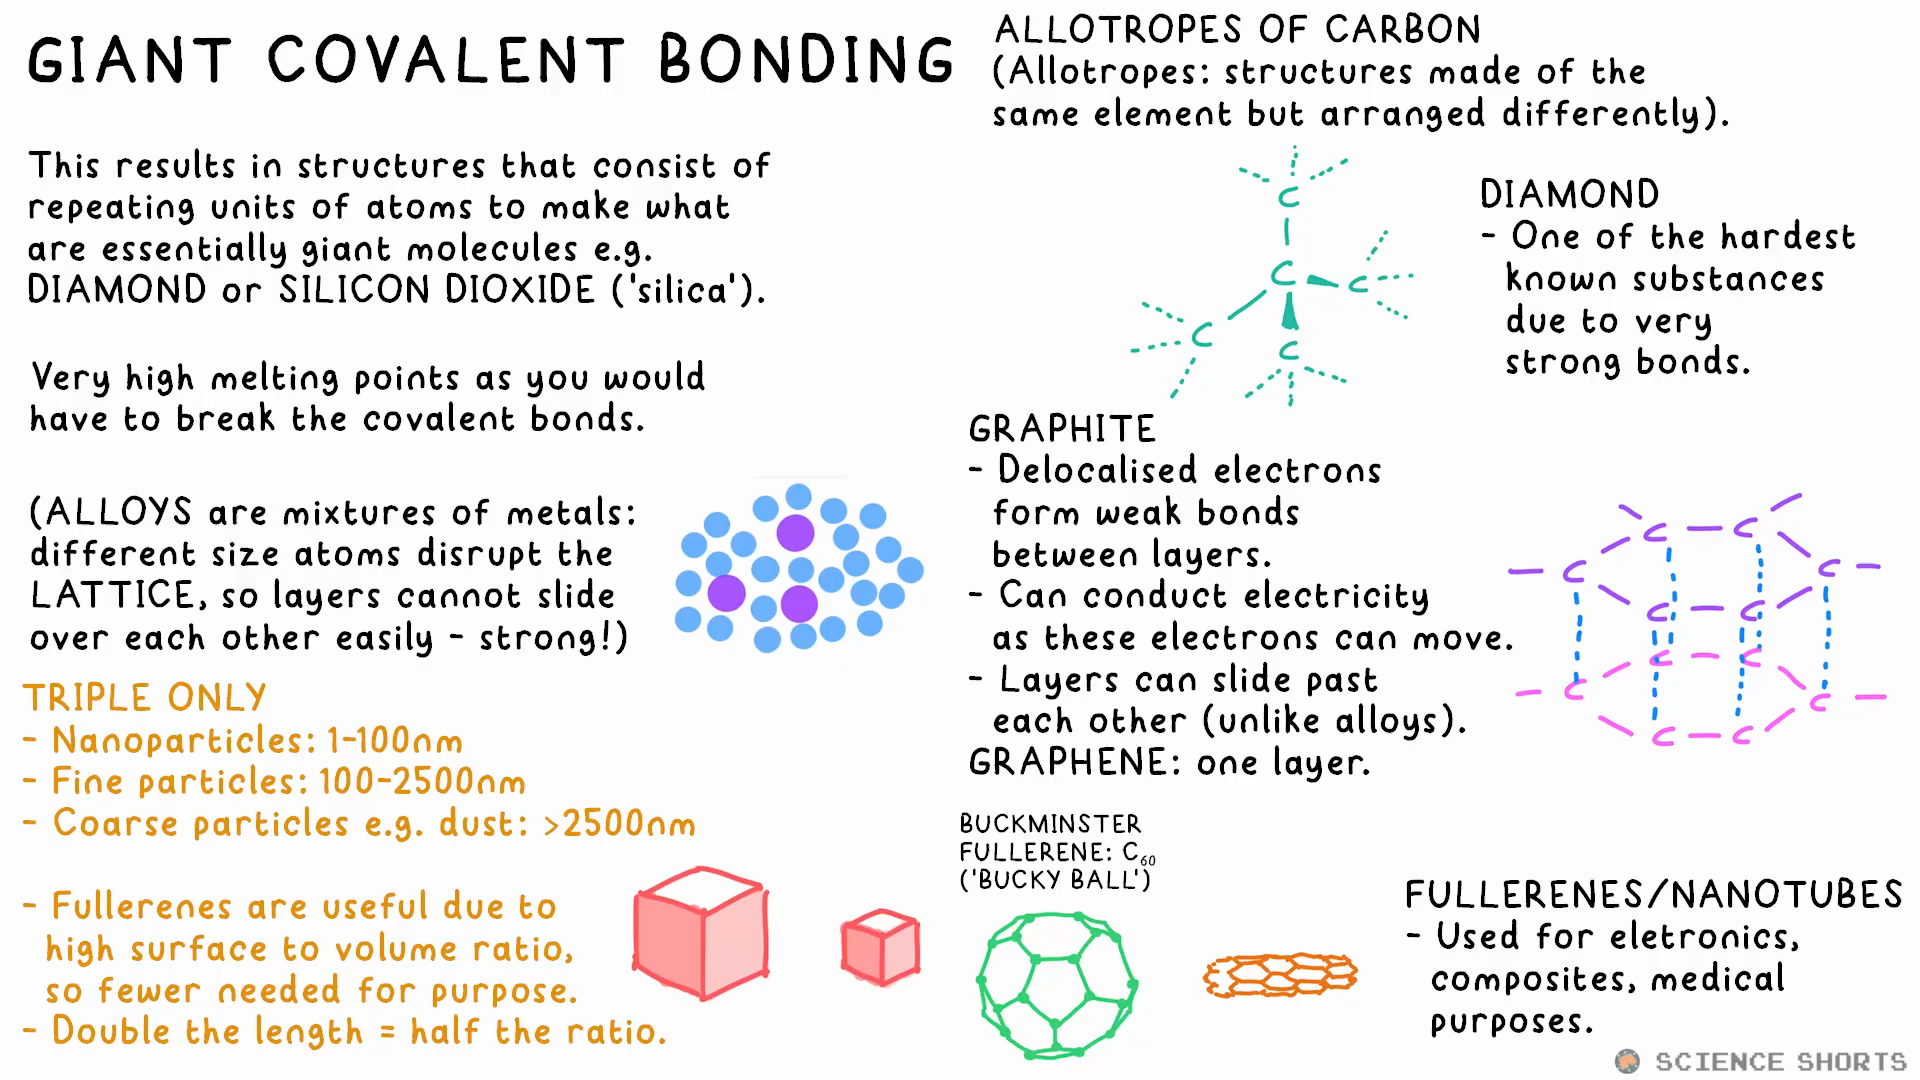 GIANT COVALENT BONDING
This results in structures that consist of
repeating units of atoms to make what
are essentially giant molecules e.g.
DIAMOND or SILICON DIOXIDE ('silica').
Very high melting points as you would
have to break the covalent bonds.
(ALLOYS are mixtures of metals:
different size atoms disrupt the
LATTICE, so layers cannot slide
over each other easily - strong!)
TRIPLE ONLY
- Nanoparticles: 1-100nm
- Fine particles: 100-2500nm
- Coarse particles e.g. dust: >2500nm
- Fullerenes are useful due to
high surface to volume ratio,
so fewer needed for purpose.
- Double the length = half the ratio.
ALLOTROPES OF CARBON
(Allotropes: structures made of the
same element but arranged differently).
C
C
C
C
C
DIAMOND
- One of the hardest
known substances
due to very
strong bonds.
GRAPHITE
- Delocalised electrons
form weak bonds
between layers.
- Can conduct electricity
as these electrons can move.
- Layers can slide past
each other (unlike alloys).
GRAPHENE: one layer.
C C
C C
C C
C C
C C
C C
BUCKMINSTER
FULLERENE: C60
('BUCKY BALL')
FULLERENES/NANOTUBES
- Used for eletronics,
composites, medical
purposes.
SCIENCE SHORTS